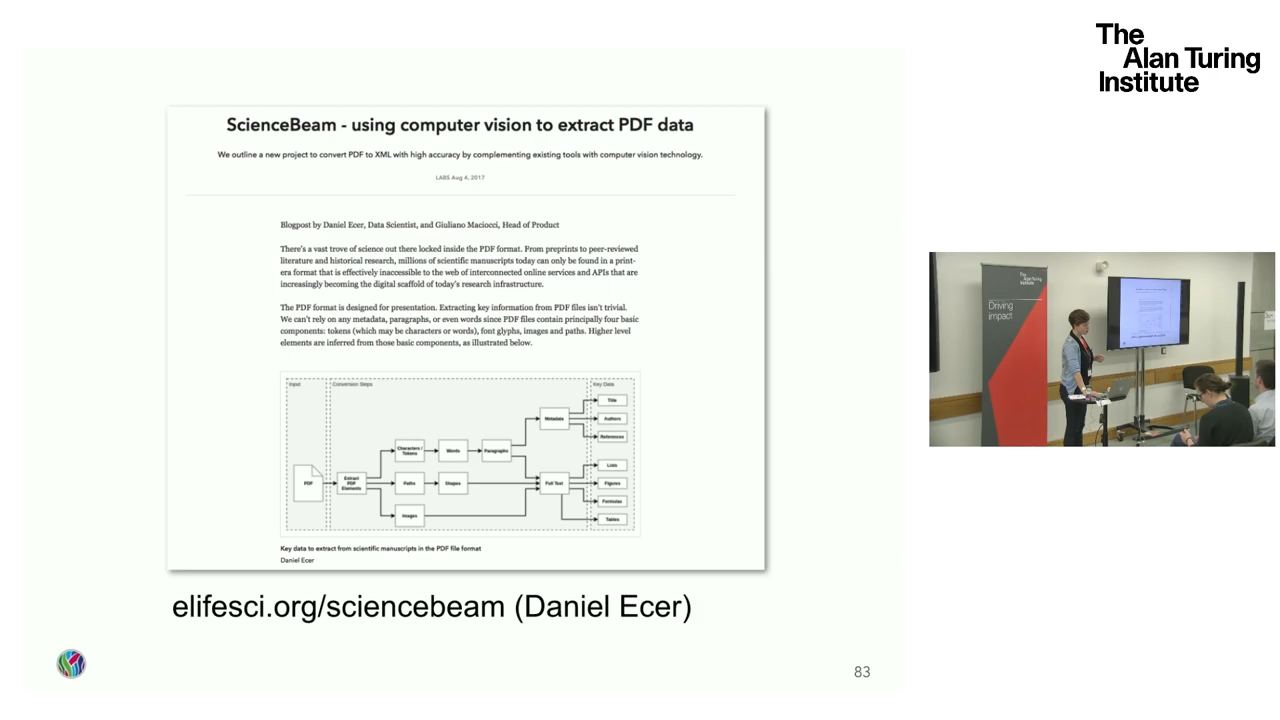 The
Alan Turing
Institute
ScienceBeam - using computer vision to extract PDF data
We outline a new project to convert PDF to XML with high accuracy by complementing existing tools with computer vision technology.
LABS Aug 4, 2017
Blogpost by Daniel Ecer, Data Scientist, and Giuliano Maciocci, Head of Product
There's a vast trove of science out there locked inside the PDF format. From preprints to peer-reviewed
literature and historical research, millions of scientific manuscripts today can only be found in a print-
era format that is effectively inaccessible to the web of interconnected online services and APIs that are
increasingly becoming the digital scaffold of today's research infrastructure.
The PDF format is designed for presentation. Extracting key information from PDF files isn't trivial.
We can't rely on any metadata, paragraphs, or even words since PDF files contain principally four basic
components: tokens (which may be characters or words), font glyphs, images and paths. Higher level
elements are inferred from those basic components, as illustrated below.
Input
Conversion Steps
Key Data
Title
Metadata
Authors
References
Characters /
Tokens
Words
Paragraphs
Lists
PDF
Extract
PDF
Elements
Paths
Shapes
Full Text
Figures
Formulas
Images
Tables
Key data to extract from scientific manuscripts in the PDF file format
Daniel Ecer
elifesci.org/sciencebeam (Daniel Ecer)
83
The
Alan Turing
Institute
Driving
impact